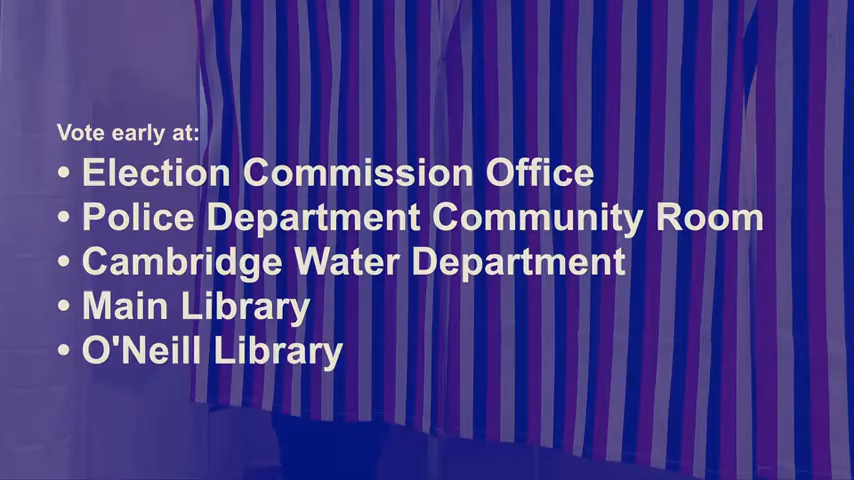 Vote early at:
• Election Commission Office
• Police Department Community Room
• Cambridge Water Department
• Main Library
• O'Neill Library